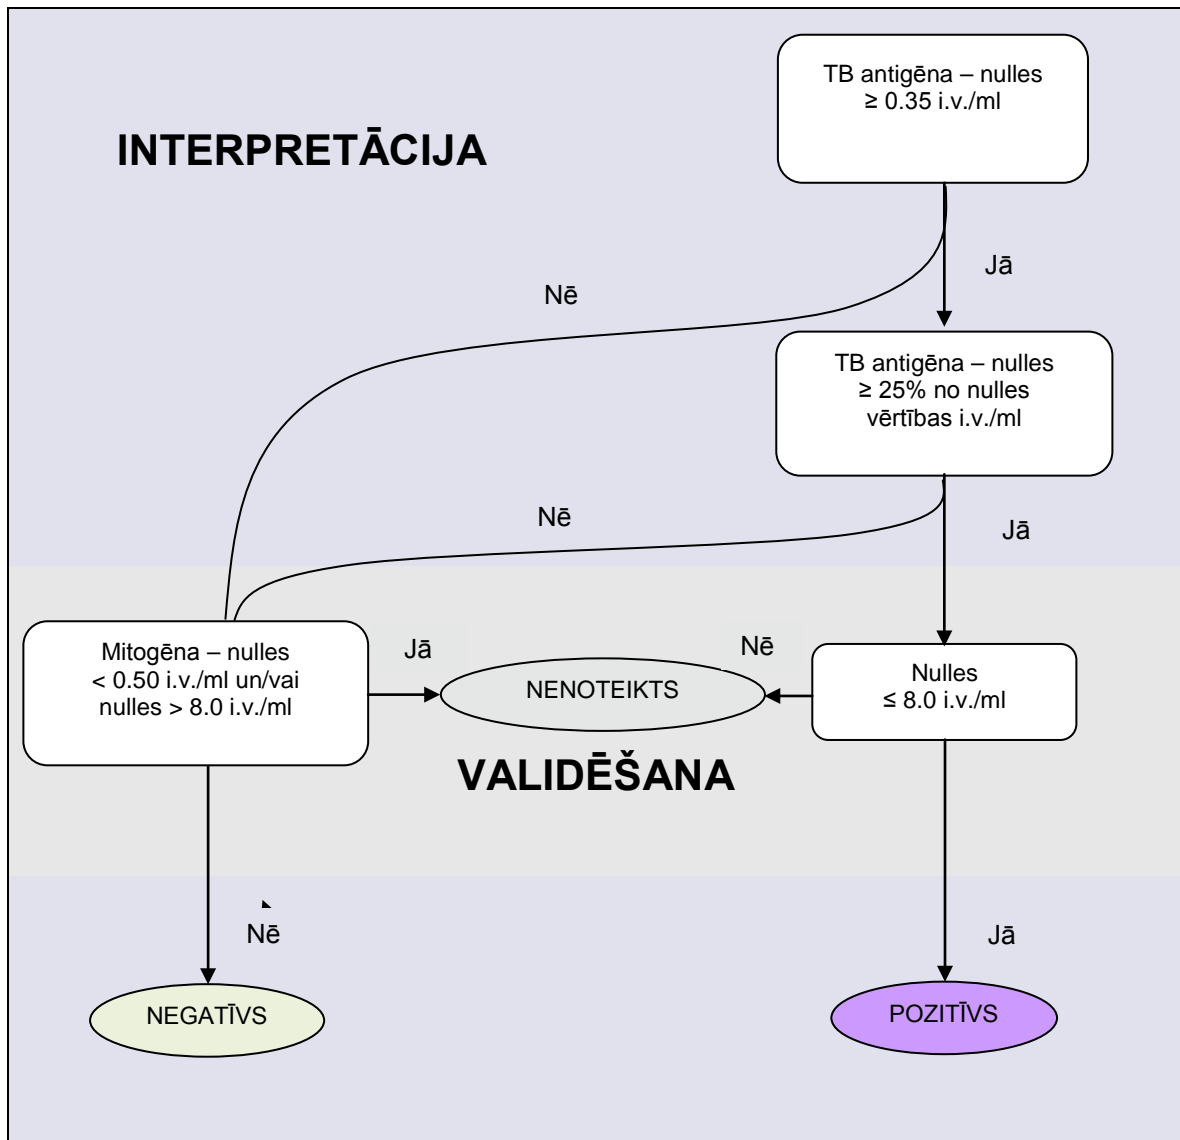 TB antigēna – nulles
≥ 0.35 i.v./ml
INTERPRETĀCIJA
Jā
Nē
TB antigēna – nulles
≥ 25% no nulles
vērtības i.v./ml
Nē
Jā
Mitogēna – nulles
< 0.50 i.v./ml un/vai
nulles > 8.0 i.v./ml
Jā
NENOTEIKTS
Nē
Nulles
≤ 8.0 i.v./ml
VALIDĒŠANA
Nē
Jā
NEGATĪVS
POZITĪVS